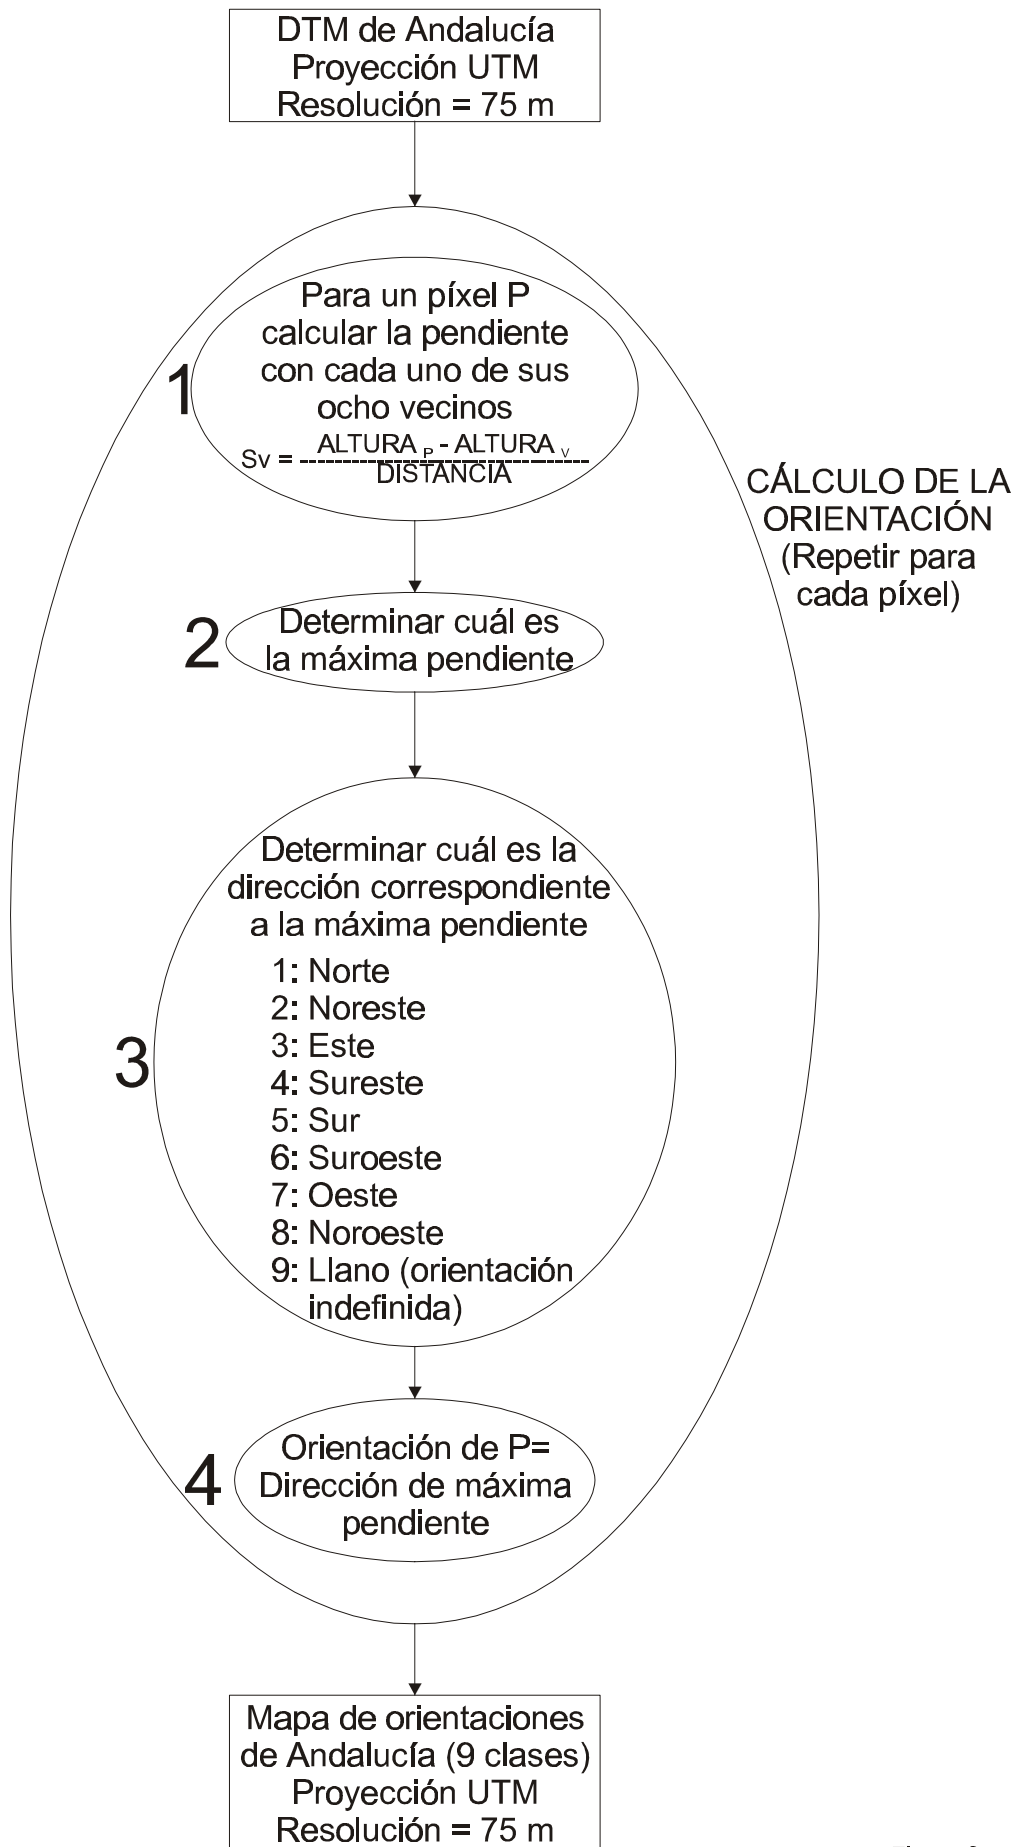 DTM de Andalucía
Proyección UTM
Resolución = 75 m
1
Para un píxel P
calcular la pendiente
con cada uno de sus
ocho vecinos
Sv = ALTURA P - ALTURA V
DISTANCIA
CÁLCULO DE LA
ORIENTACIÓN
(Repetir para
cada píxel)
2
Determinar cuál es
la máxima pendiente
3
Determinar cuál es la
dirección correspondiente
a la máxima pendiente
1: Norte
2: Noreste
3: Este
4: Sureste
5: Sur
6: Suroeste
7: Oeste
8: Noroeste
9: Llano (orientación
indefinida)
4
Orientación de P=
Dirección de máxima
pendiente
Mapa de orientaciones
de Andalucía (9 clases)
Proyección UTM
Resolución = 75 m